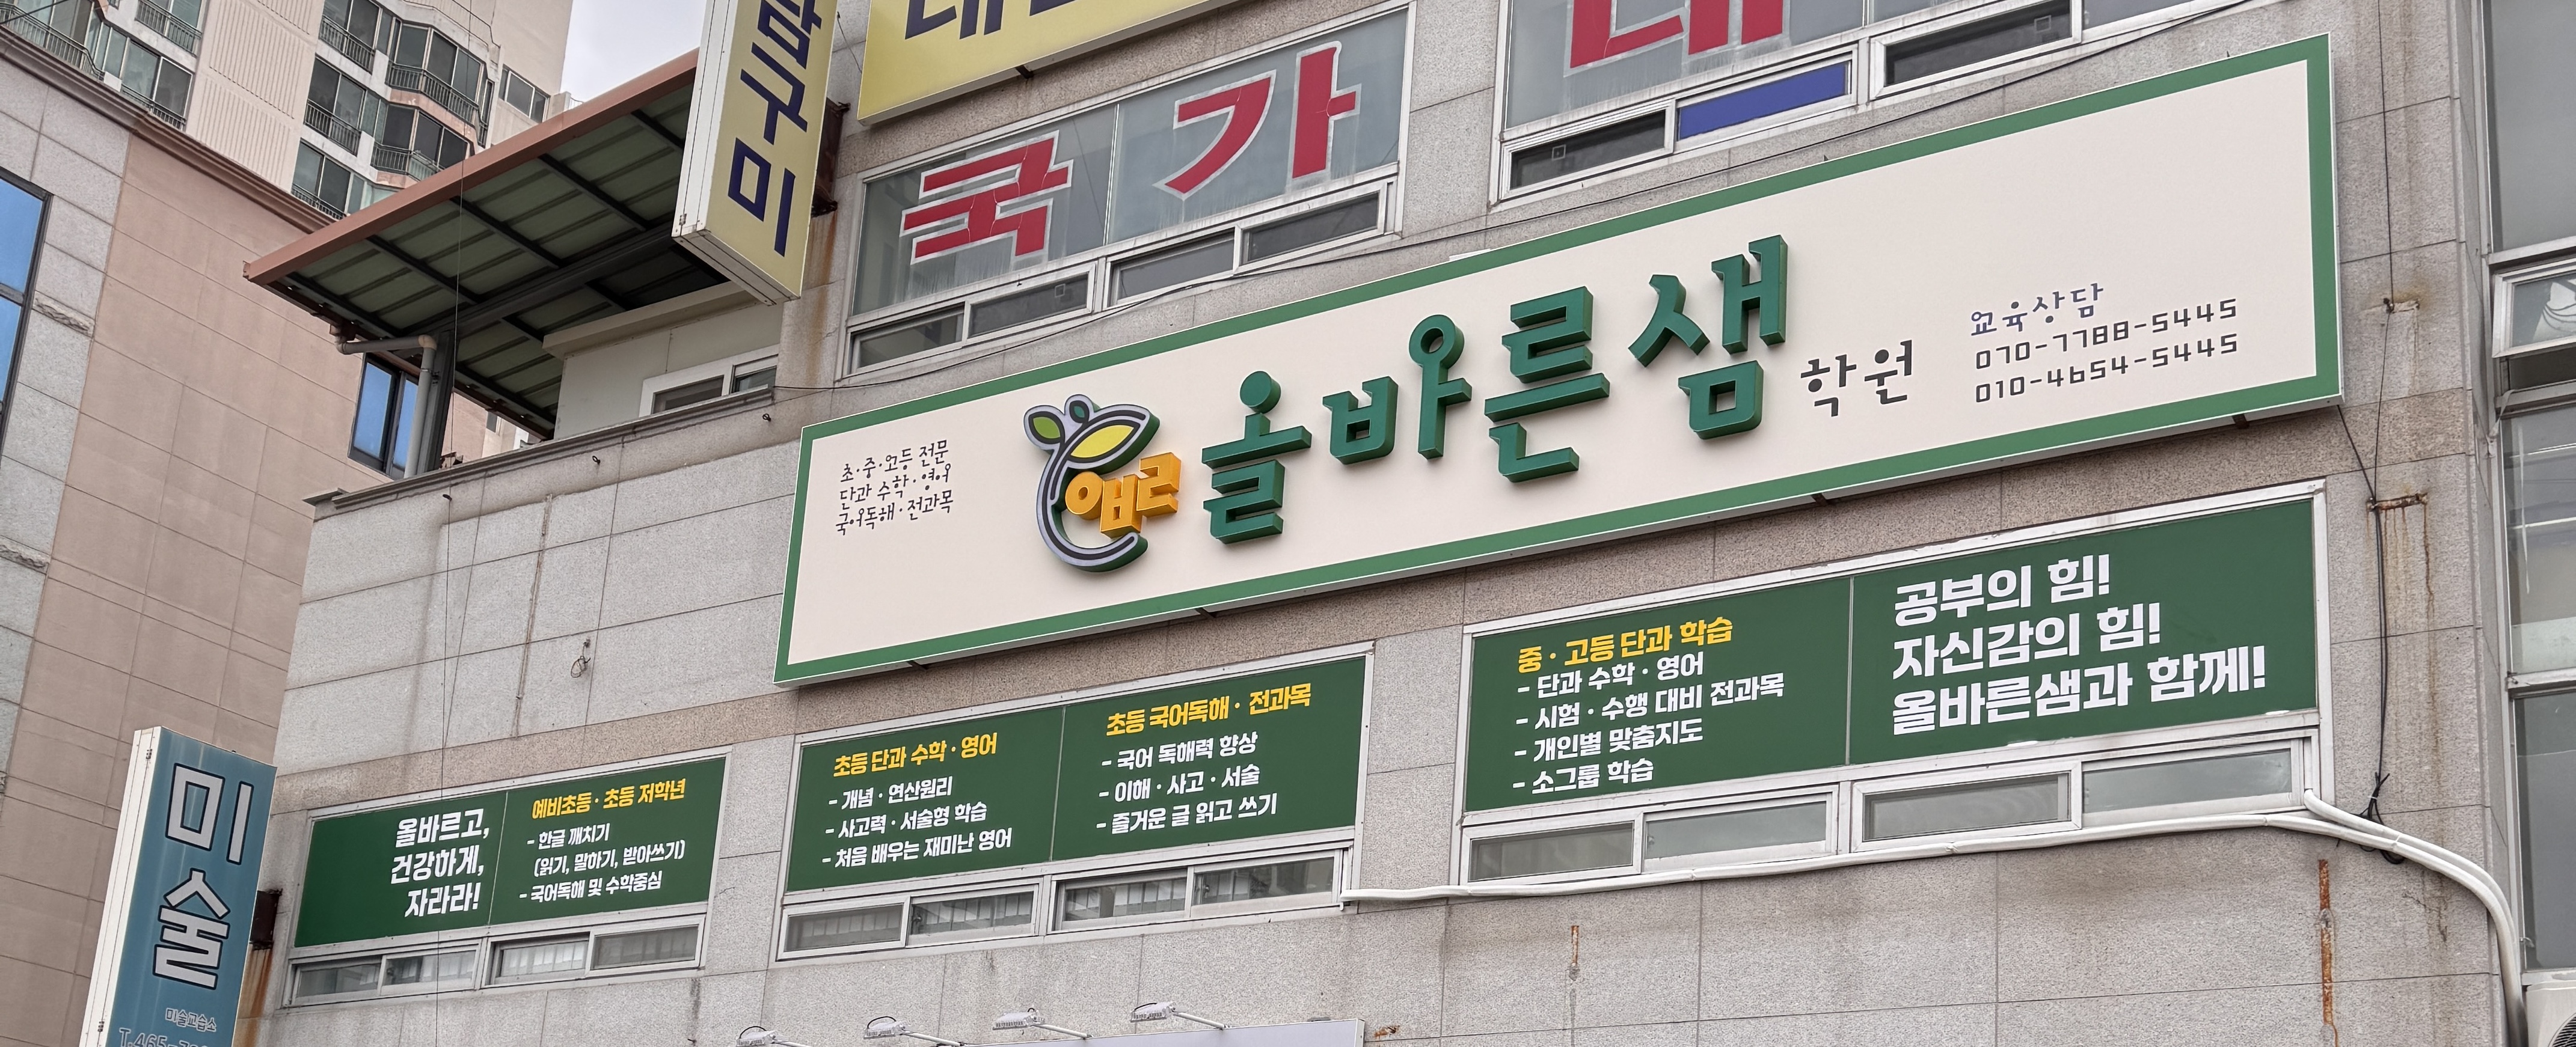 구미
국가
대
초·중·고등 전문
단과 수학·영어
국어독해·전과목
에비
올바른샘 학원
교육상담
070-7788-5445
010-4654-5445
올바르고,
건강하게,
자라라!
예비초등·초등 저학년
- 한글 깨치기
(읽기, 말하기, 받아쓰기)
- 국어독해 및 수학중심
초등 단과 수학·영어
- 개념·연산원리
- 사고력·서술형 학습
- 처음 배우는 재미난 영어
초등 국어독해·전과목
- 국어 독해력 향상
- 이해·사고·서술
- 즐거운 글 읽고 쓰기
중·고등 단과 학습
- 단과 수학·영어
- 시험·수행 대비 전과목
- 개인별 맞춤지도
- 소그룹 학습
공부의 힘!
자신감의 힘!
올바른샘과 함께!
미술
미술교습소